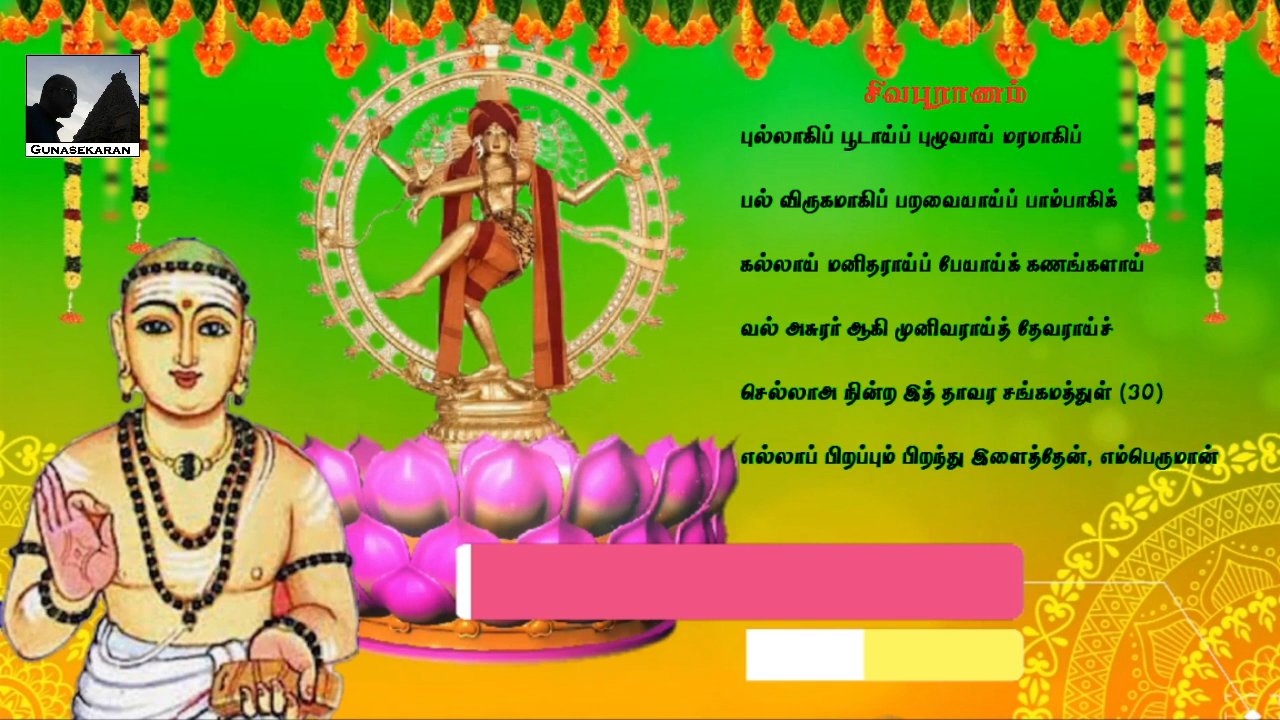 GUNASEKARAN
சிவபுராணம்
புல்லாகிப் பூடாய்ப் புழுவாய் மரமாகிப்
பல் விருகமாகிப் பறவையாய்ப் பாம்பாகிக்
கல்லாய் மனிதராய்ப் பேயாய்க் கணங்களாய்
வல் அசுரர் ஆகி முனிவராய்த் தேவராய்ச்
செல்லாஅ நின்ற இத் தாவர சங்கமத்துள் (30)
எல்லாப் பிறப்பும் பிறந்து இளைத்தேன், எம்பெருமான்